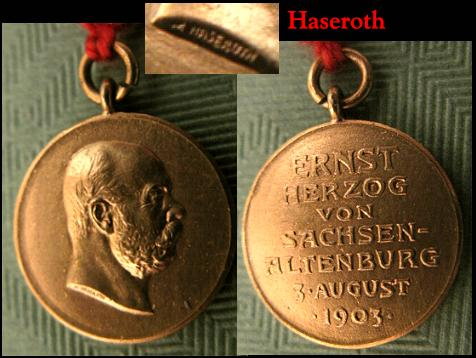 Haseroth
M HASEROTH
ERNST
HERZOG
VON
SACHSEN-
ALTENBURG
3·AUGUST
·1903·